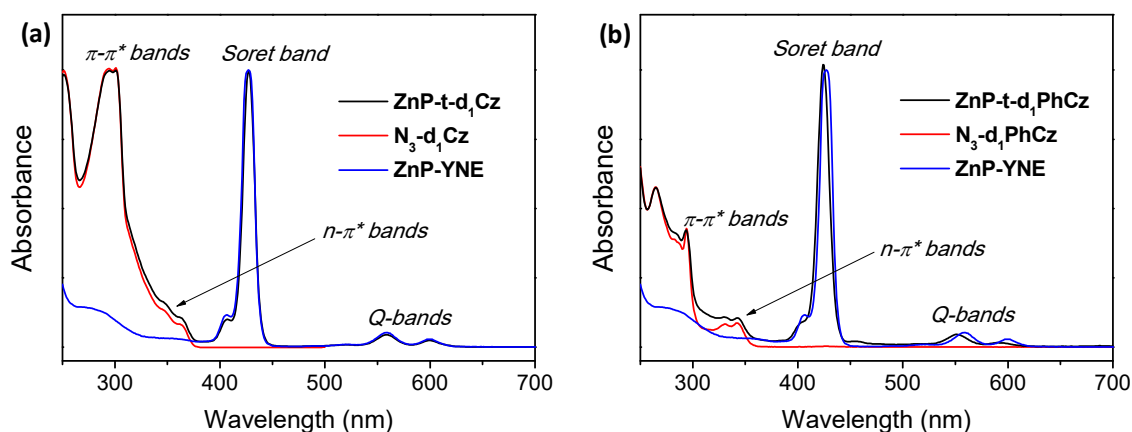 (a)
π-π* bands
Soret band
ZnP-t-d₁Cz
N₃-d₁Cz
ZnP-YNE
n-π* bands
Q-bands
Absorbance
300 400 500 600 700
Wavelength (nm)
(b)
Soret band
ZnP-t-d₁PhCz
N₃-d₁PhCz
ZnP-YNE
π-π* bands
n-π* bands
Q-bands
Absorbance
300 400 500 600 700
Wavelength (nm)